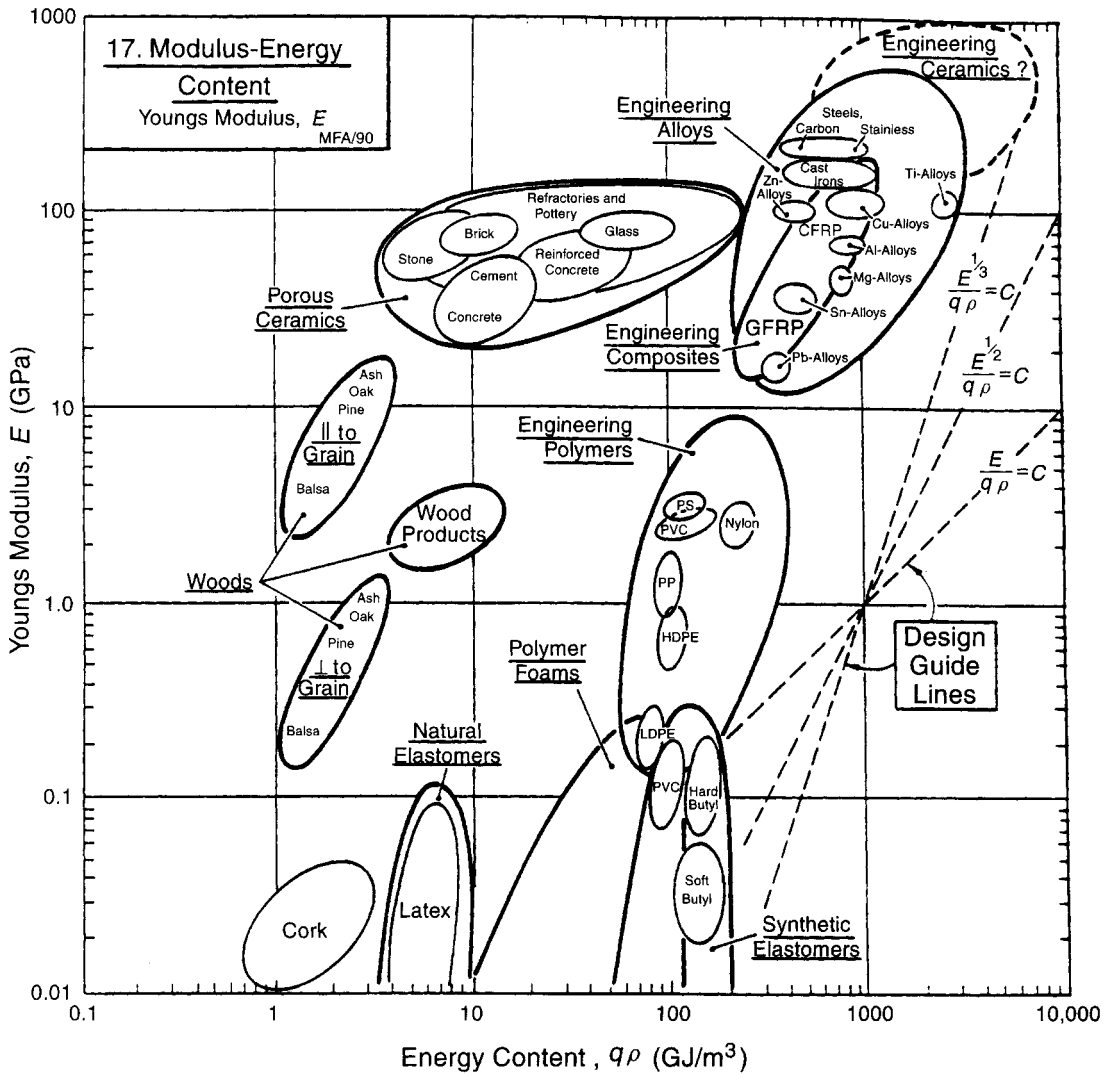 17. Modulus-Energy
Content
Youngs Modulus, E
MFA/90
Engineering
Ceramics ?
Engineering
Alloys
Steels,
Carbon
Stainless
Cast
Irons
Zn-
Alloys
Ti-Alloys
CFRP
Cu-Alloys
Al-Alloys
Mg-Alloys
Sn-Alloys
GFRP
Pb-Alloys
Engineering
Composites
Refractories and
Pottery
Brick
Glass
Stone
Cement
Reinforced
Concrete
Concrete
Porous
Ceramics
E^1/3
qρ =C
E^1/2
qρ =C
E
qρ =C
Ash
Oak
Pine
|| to
Grain
Balsa
Wood
Products
Woods
Ash
Oak
Pine
⊥ to
Grain
Balsa
Engineering
Polymers
PS
PVC
Nylon
PP
HDPE
Design
Guide
Lines
Polymer
Foams
Natural
Elastomers
LDPE
PVC
Hard
Butyl
Soft
Butyl
Cork
Latex
Synthetic
Elastomers
1000
100
10
1.0
0.1
0.01
Youngs Modulus, E (GPa)
0.1
1
10
100
1000
10,000
Energy Content , qρ (GJ/m³)